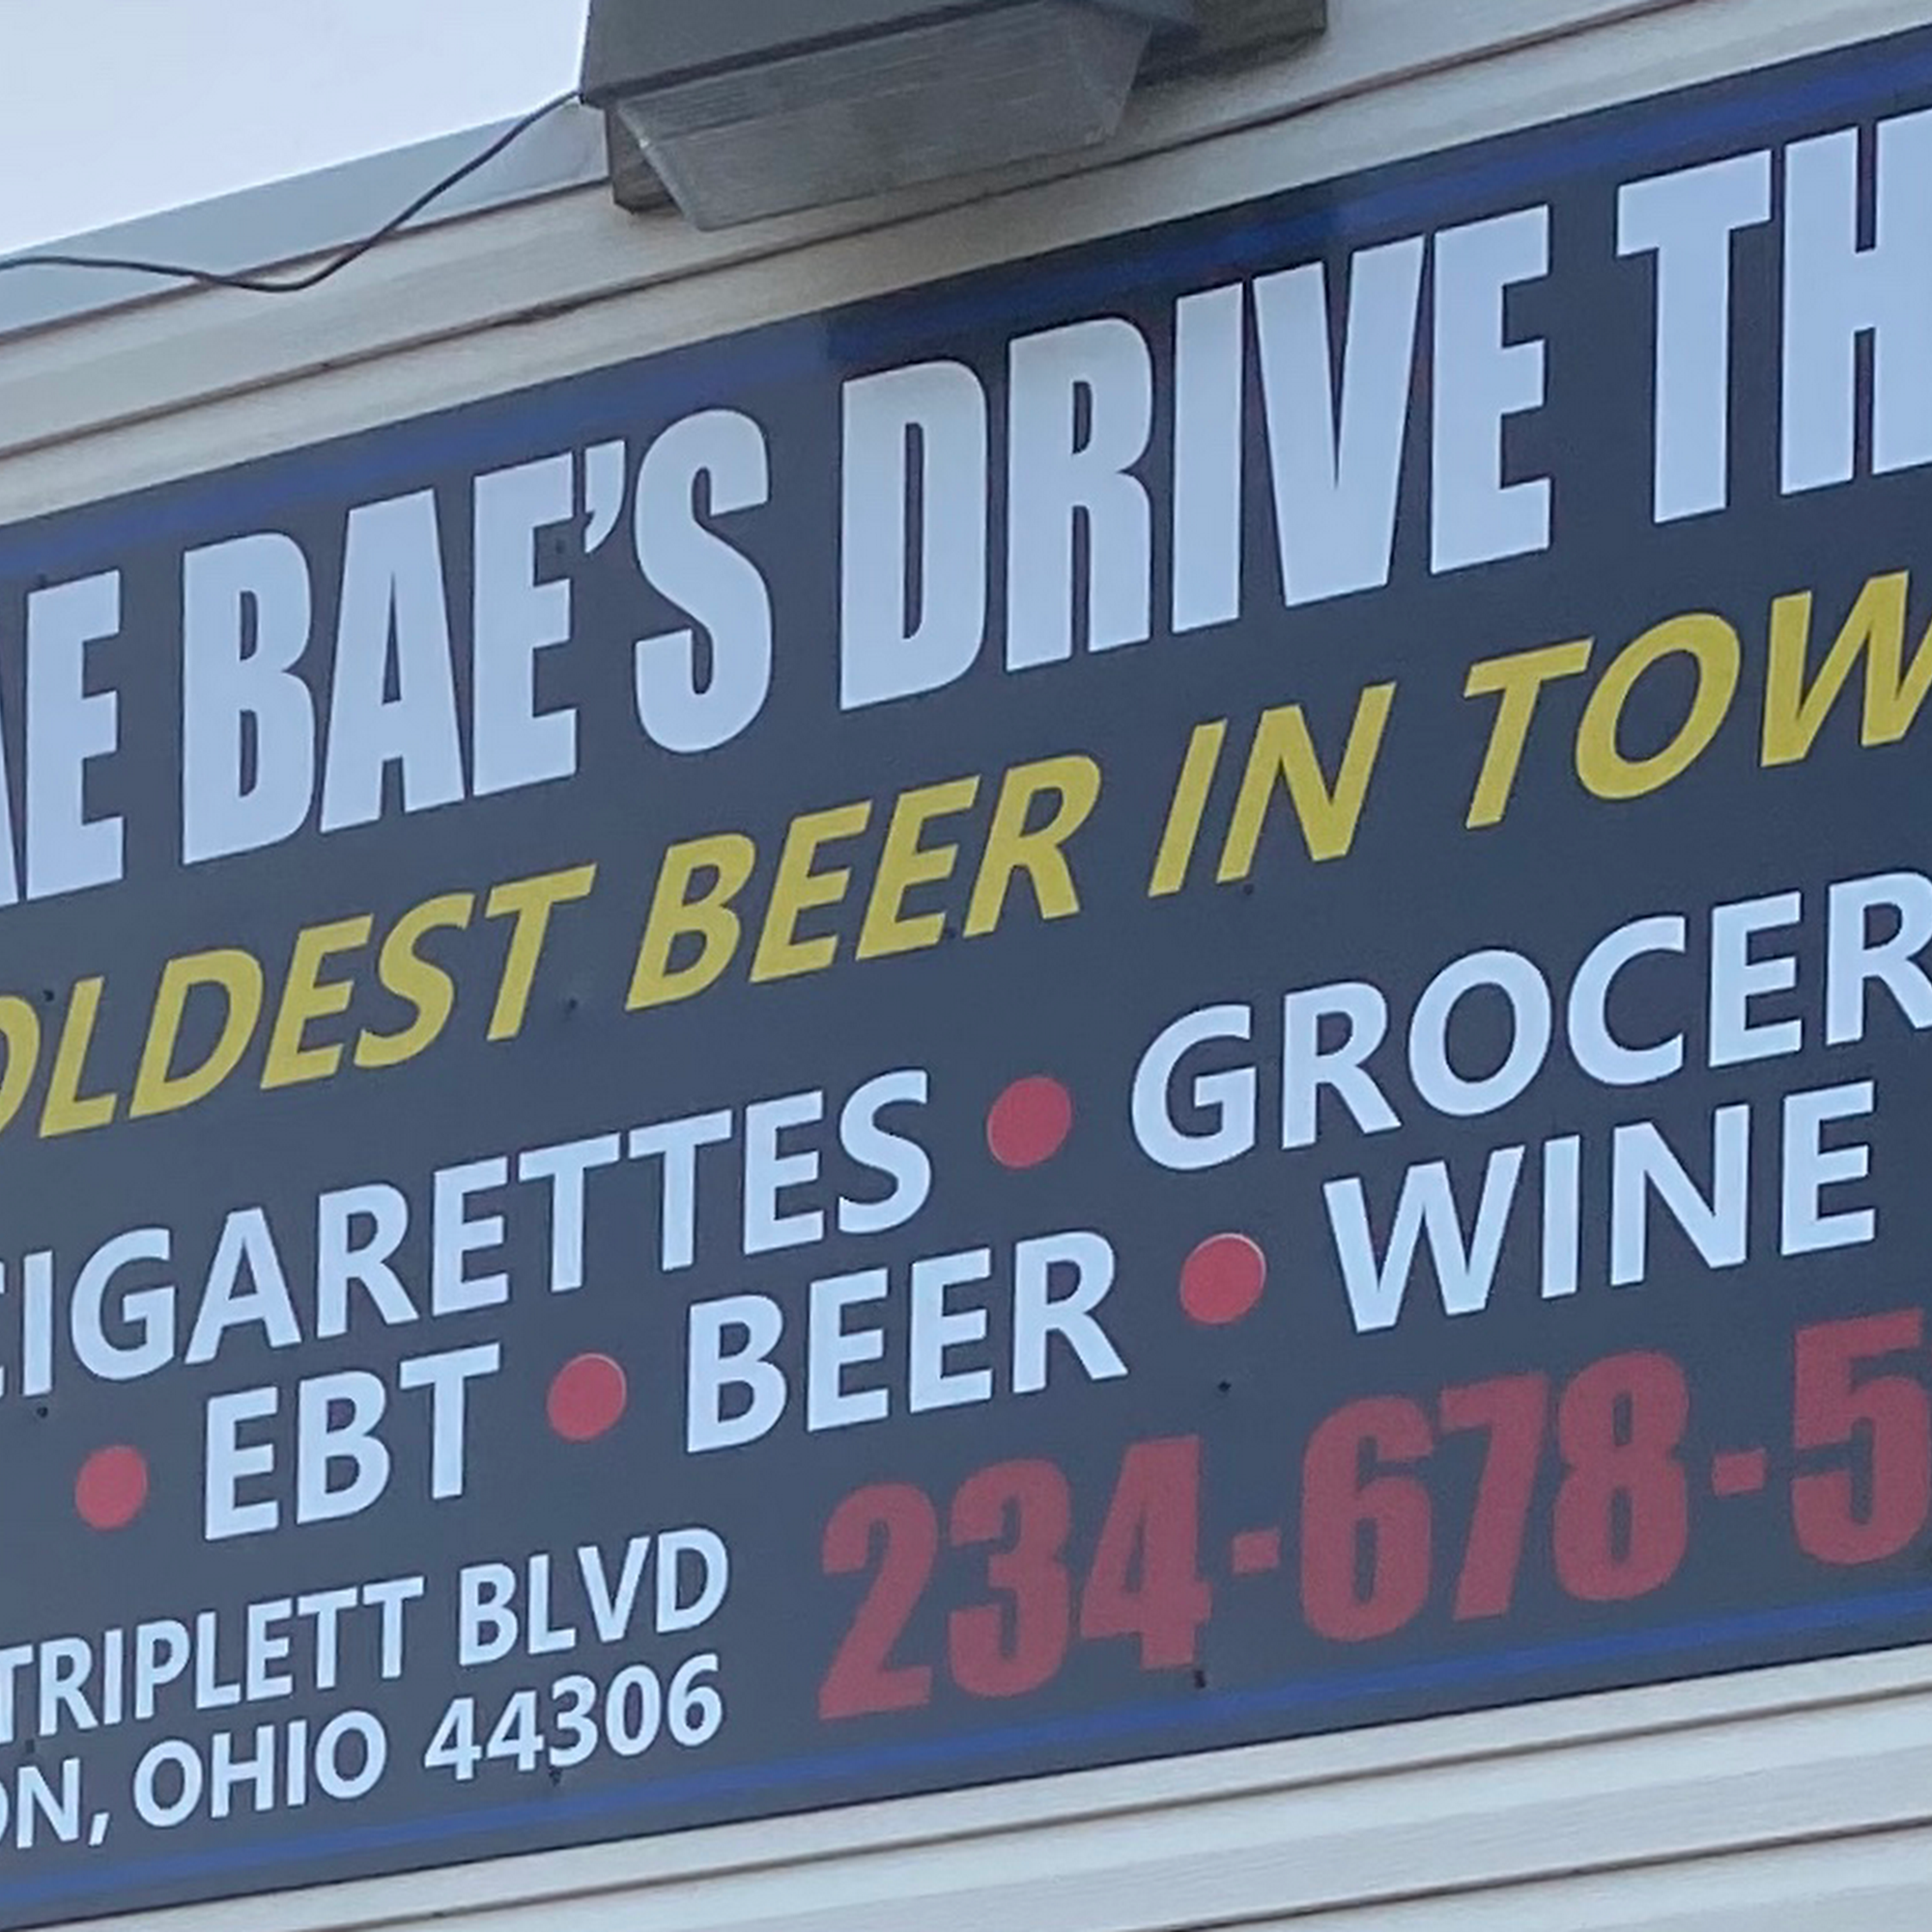 AE BAE'S DRIVE TH
OLDEST BEER IN TOW
CIGARETTES • GROCER
• EBT • BEER • WINE
TRIPLETT BLVD
ON, OHIO 44306
234-678-5